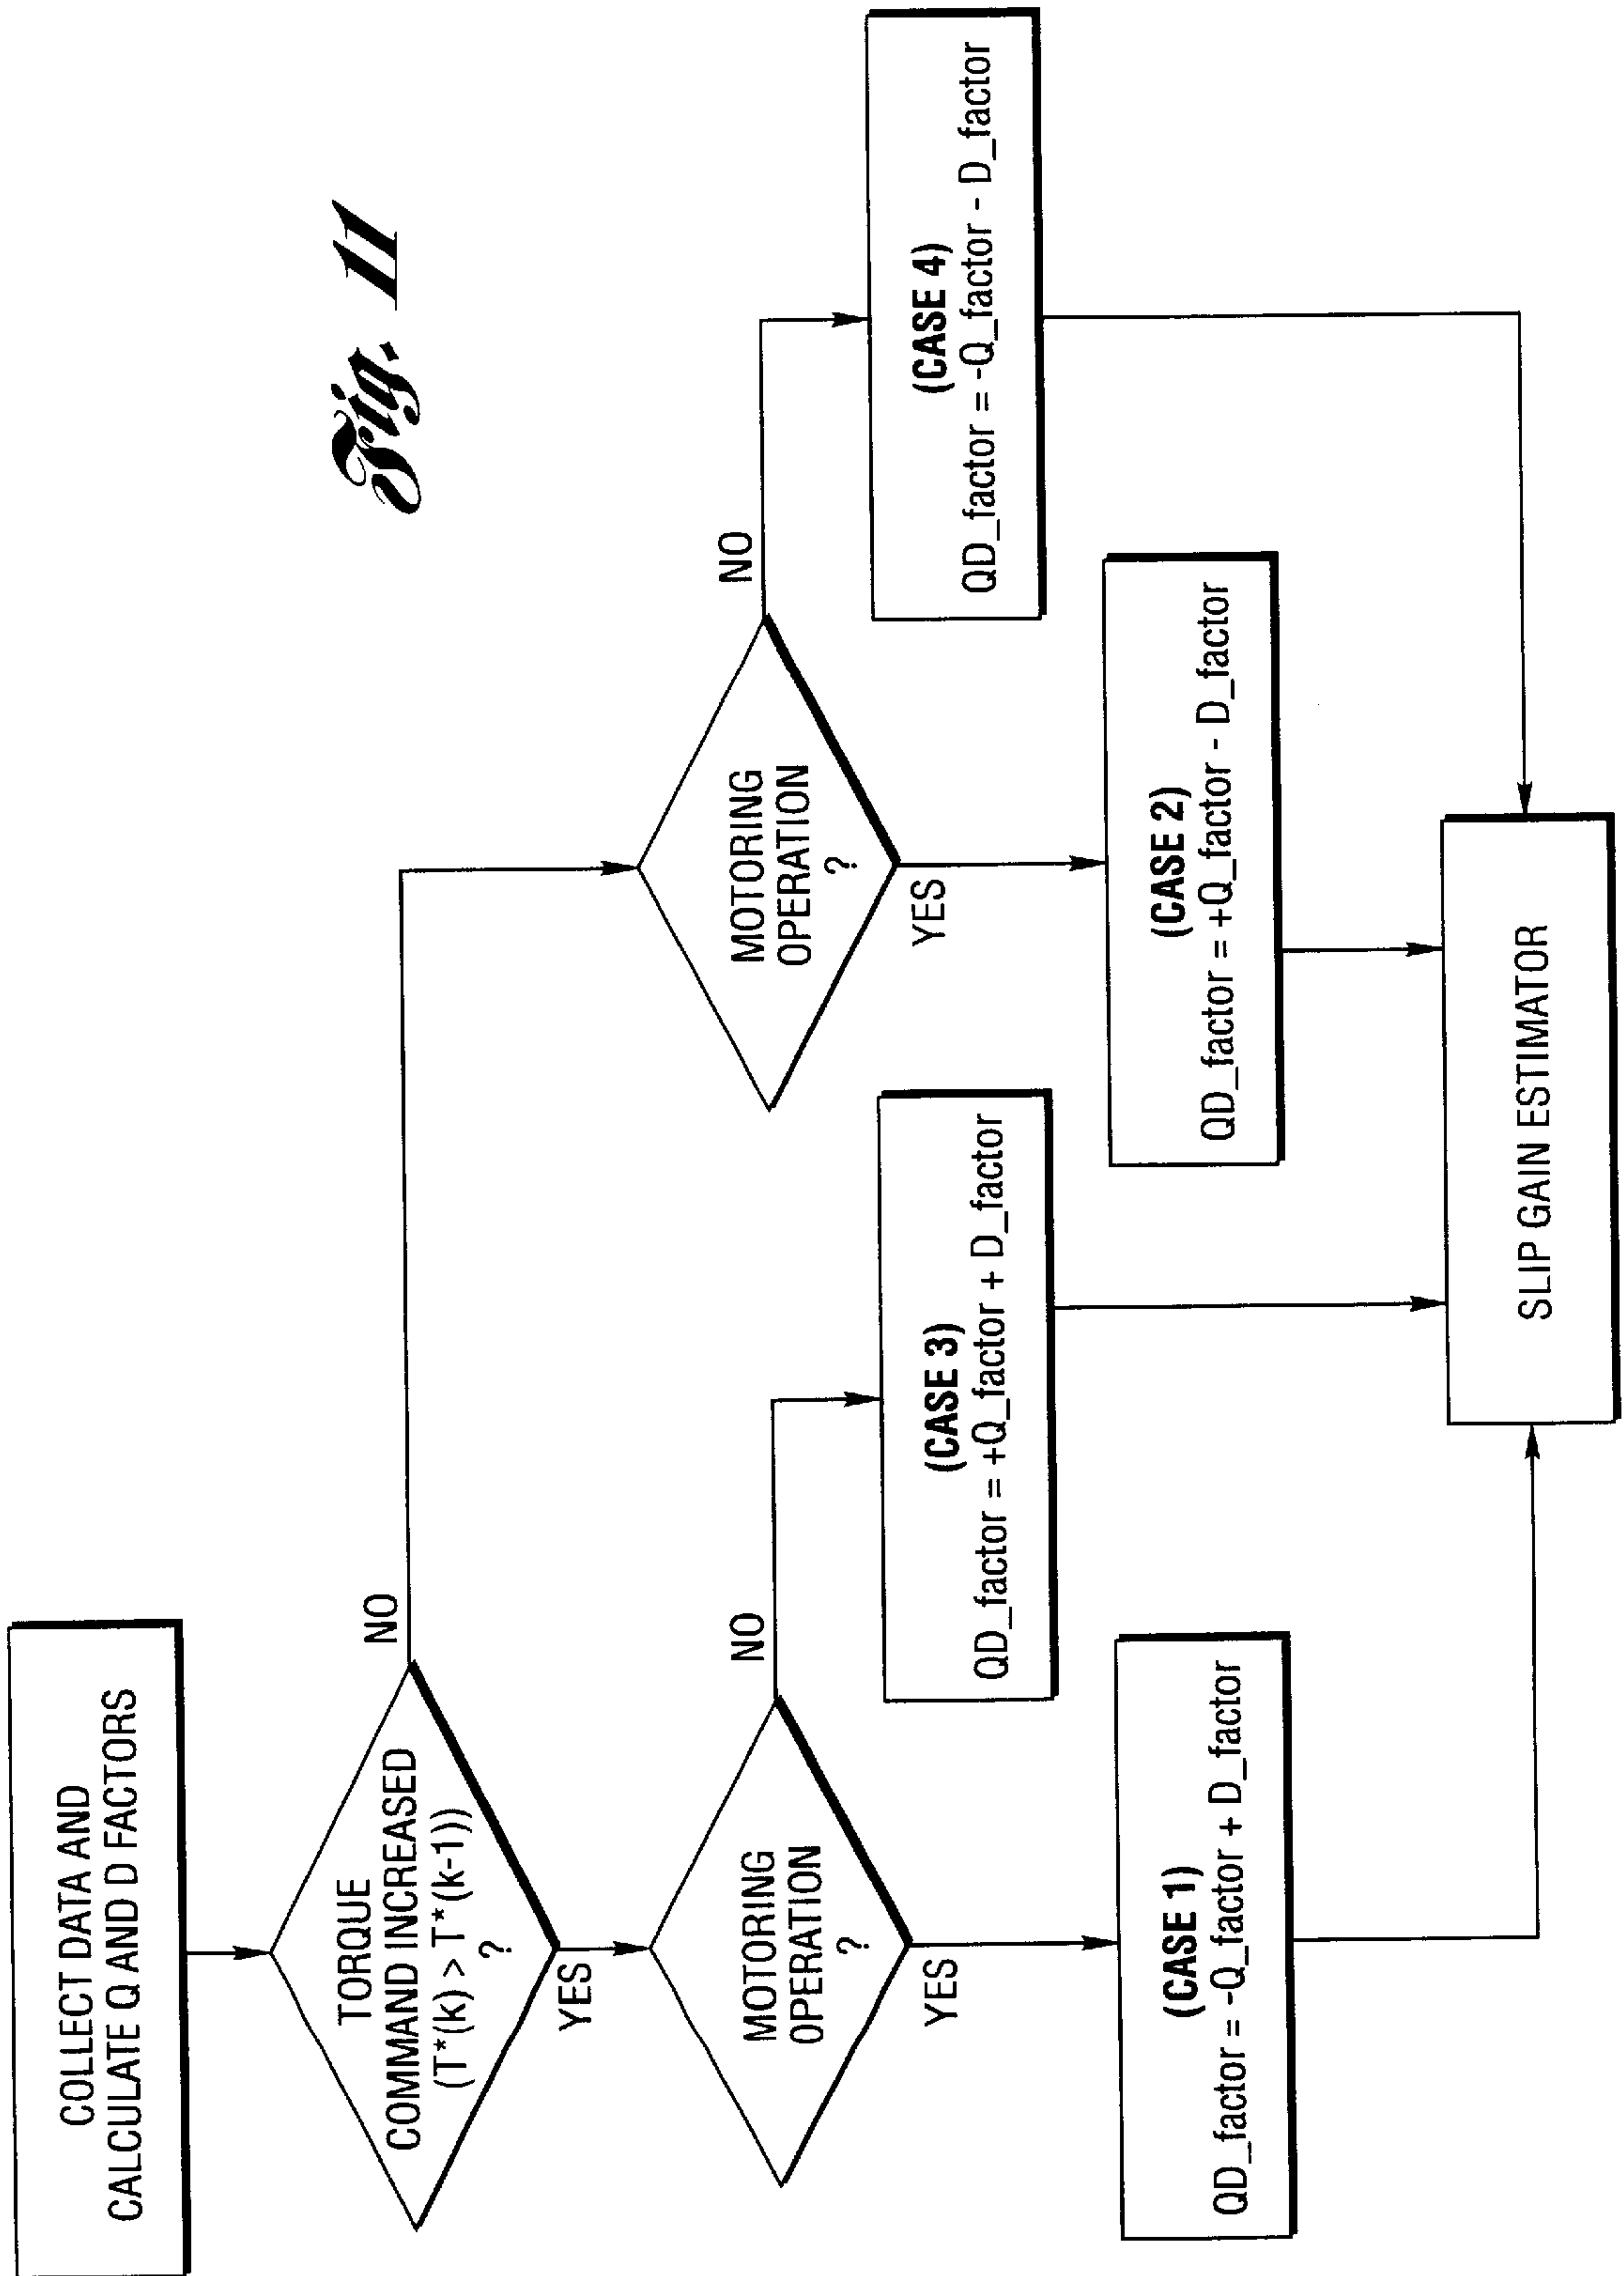 Fig. 11
COLLECT DATA AND
CALCULATE Q AND D FACTORS
TORQUE
COMMAND INCREASED
(T*(k) > T*(k-1))
?
NO
YES
MOTORING
OPERATION
?
NO
YES
MOTORING
OPERATION
?
NO
YES
(CASE 1)
QD_factor = -Q_factor + D_factor
(CASE 3)
QD_factor = +Q_factor + D_factor
(CASE 2)
QD_factor = +Q_factor - D_factor
(CASE 4)
QD_factor = -Q_factor - D_factor
SLIP GAIN ESTIMATOR